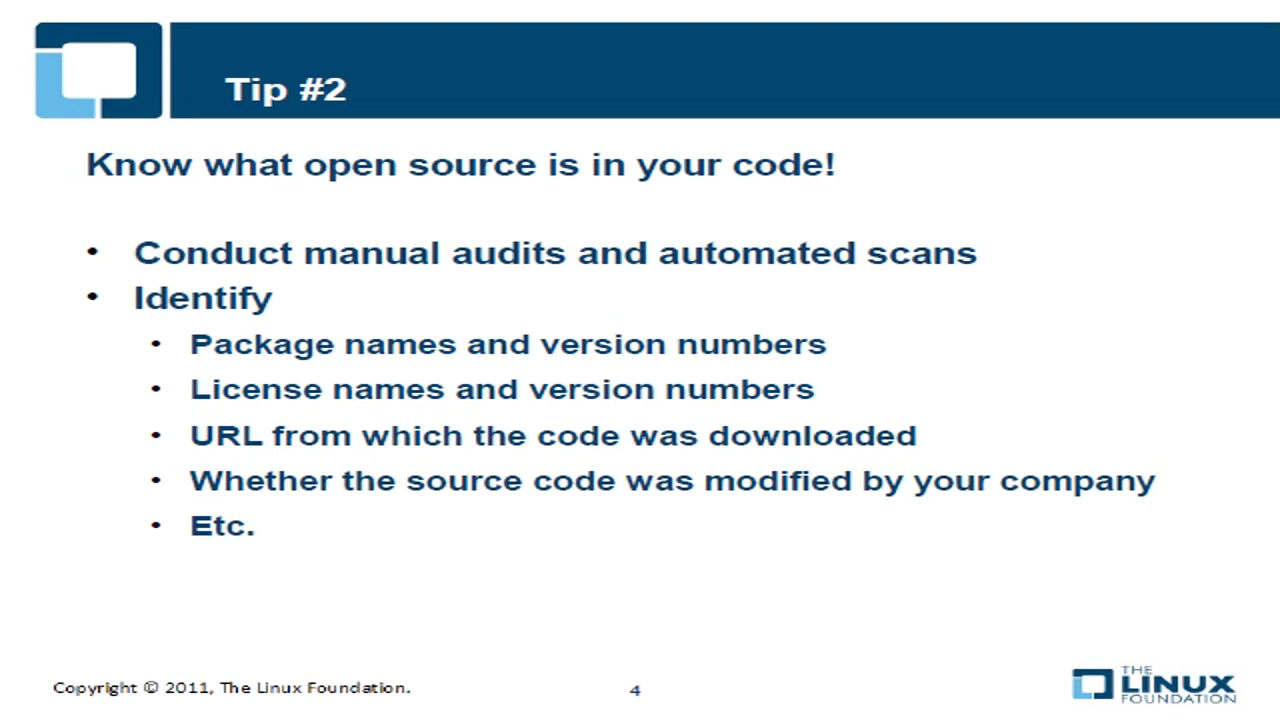 Tip #2
Know what open source is in your code!
• Conduct manual audits and automated scans
• Identify
• Package names and version numbers
• License names and version numbers
• URL from which the code was downloaded
• Whether the source code was modified by your company
• Etc.
Copyright © 2011, The Linux Foundation.
4
THE
LINUX
FOUNDATION